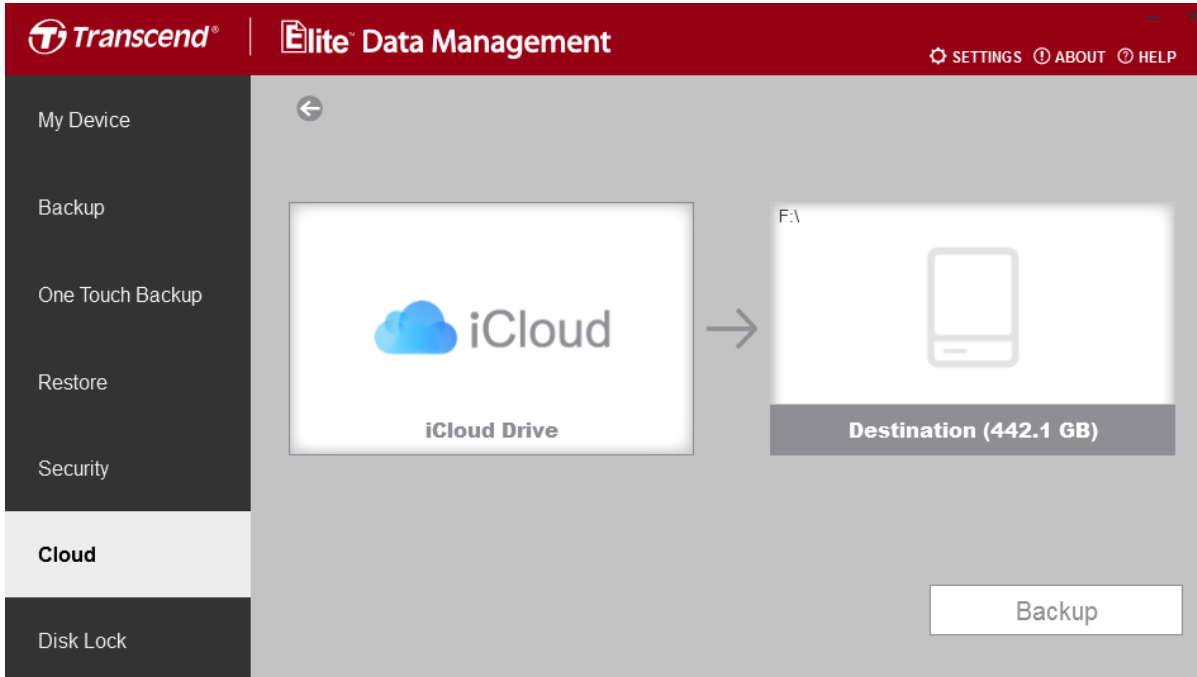 Transcend®
Elite™ Data Management
SETTINGS ABOUT HELP
My Device
Backup
One Touch Backup
Restore
Security
Cloud
Disk Lock
iCloud
iCloud Drive
F:\
Destination (442.1 GB)
Backup